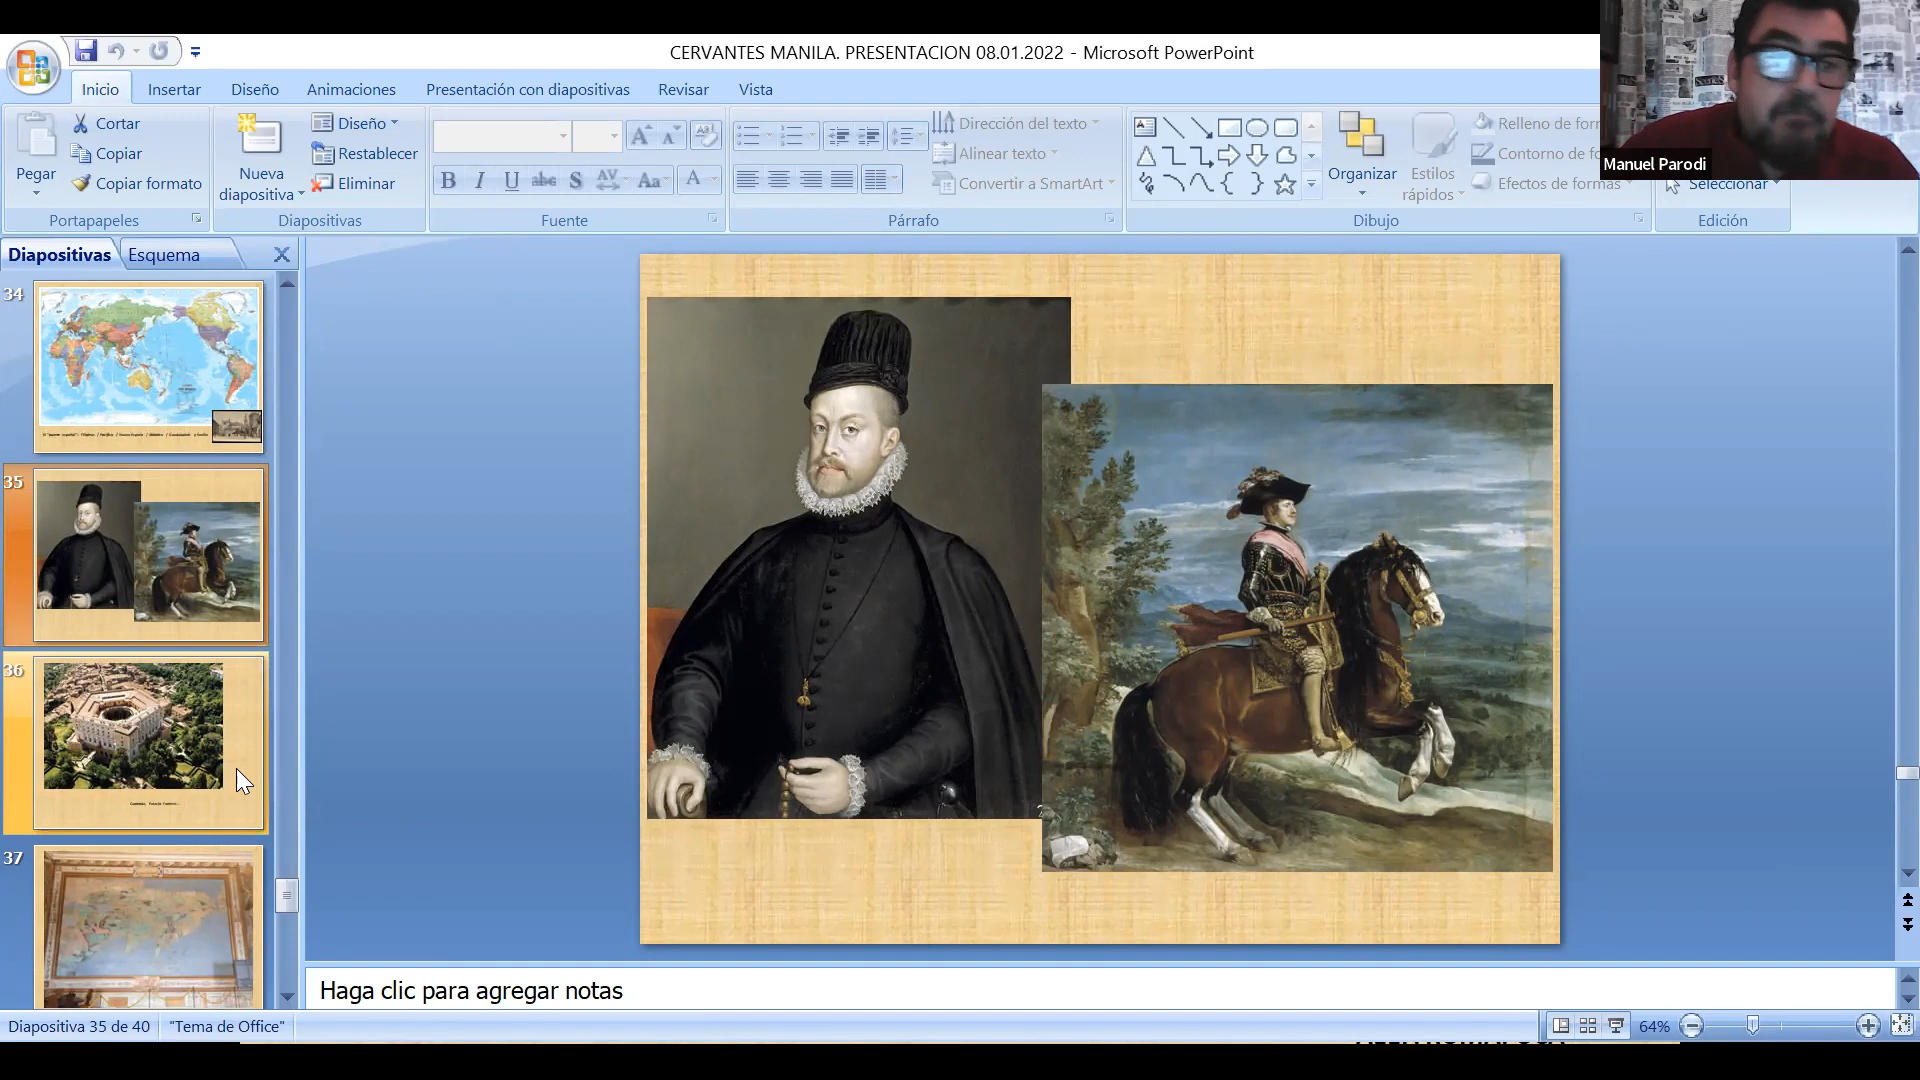 CERVANTES MANILA. PRESENTACION 08.01.2022 - Microsoft PowerPoint
Inicio
Insertar
Diseño
Animaciones
Presentación con diapositivas
Revisar
Vista
Pegar
Cortar
Copiar
Copiar formato
Portapapeles
Nueva diapositiva
Diseño
Restablecer
Eliminar
Diapositivas
Fuente
Dirección del texto
Alinear texto
Convertir a SmartArt
Párrafo
Organizar
Estilos rápidos
Relleno de for
Contorno de fo
Efectos de formas
Dibujo
Seleccionar
Edición
Manuel Parodi
Diapositivas
Esquema
34
35
36
37
Haga clic para agregar notas
Diapositiva 35 de 40
"Tema de Office"
64%